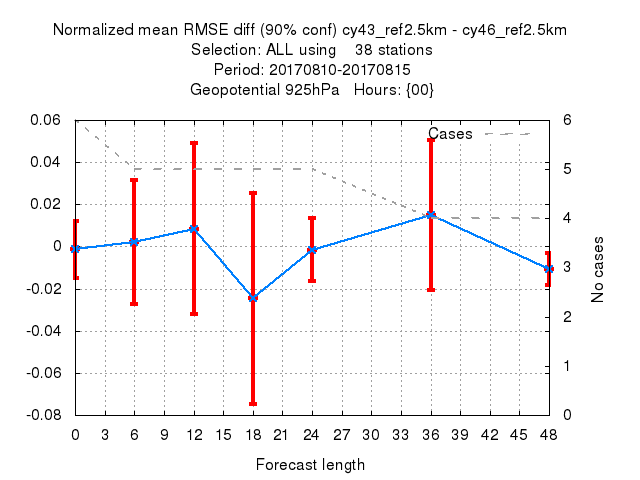 Normalized mean RMSE diff (90% conf) cy43_ref2.5km - cy46_ref2.5km
Selection: ALL using    38 stations
Period: 20170810-20170815
Geopotential 925hPa   Hours: {00}
Cases
0.06
0.04
0.02
0
-0.02
-0.04
-0.06
-0.08
6
5
4
3
2
1
0
No cases
0 3 6 9 12 15 18 21 24 27 30 33 36 39 42 45 48
Forecast length